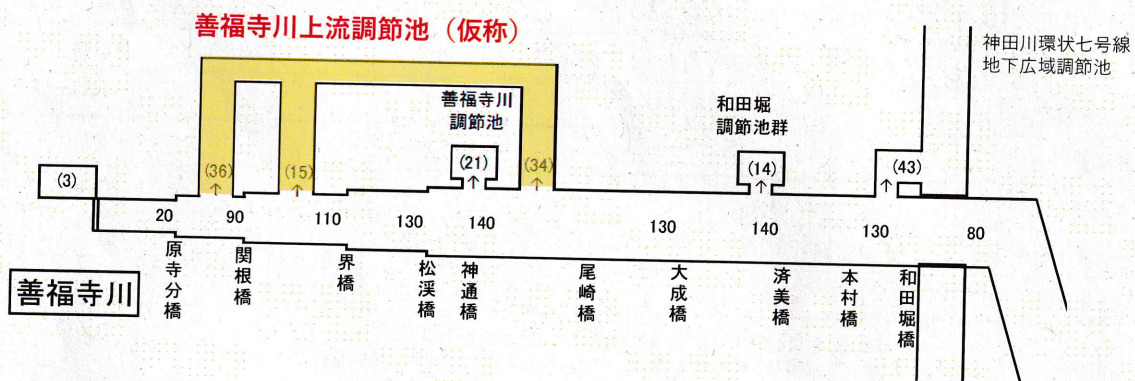 善福寺川上流調節池（仮称）
神田川環状七号線
地下広域調節池
善福寺川
調節池
和田堀
調節池群
(3)
(36)
↑
(15)
↑
(21)
↑
(34)
↑
(14)
↑
(43)
↑
20
90
110
130
140
130
140
130
80
原寺分橋
関根橋
界橋
松渓橋
神通橋
尾崎橋
大成橋
済美橋
本村橋
和田堀橋
善福寺川